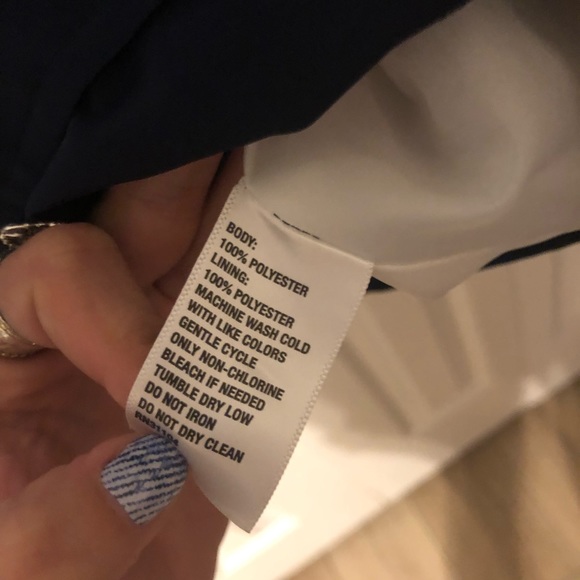 BODY:
100% POLYESTER
LINING:
100% POLYESTER
MACHINE WASH COLD
WITH LIKE COLORS
GENTLE CYCLE
ONLY NON-CHLORINE
BLEACH IF NEEDED
TUMBLE DRY LOW
DO NOT IRON
DO NOT DRY CLEAN